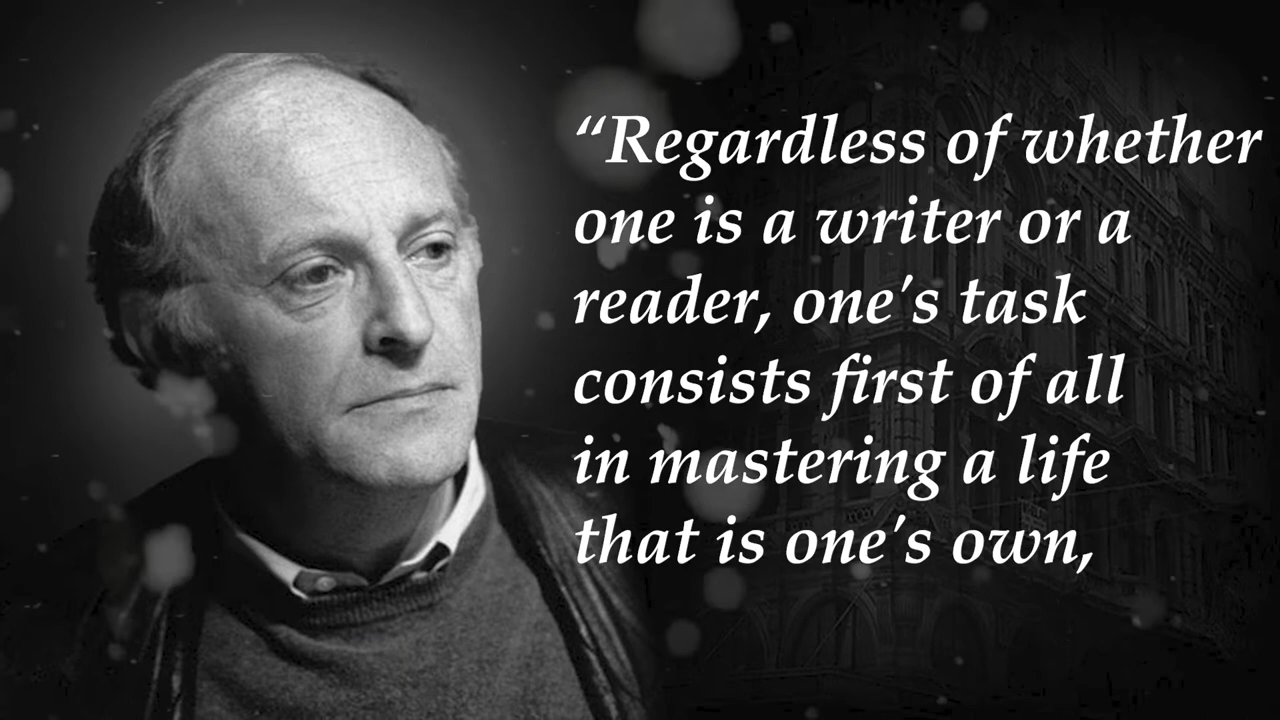 “Regardless of whether
one is a writer or a
reader, one's task
consists first of all
in mastering a life
that is one's own,